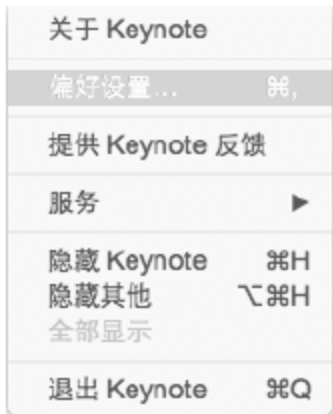 关于 Keynote
偏好设置... ⌘,
提供 Keynote 反馈
服务 ▶
隐藏 Keynote ⌘H
隐藏其他 ⌥⌘H
全部显示
退出 Keynote ⌘Q